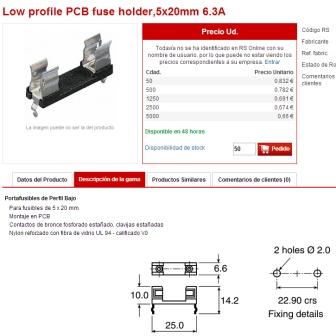 Low profile PCB fuse holder,5x20mm 6.3A
Precio Ud.
Todavía no se ha identificado en RS Online con su
nombre de usuario, por lo que puede estar viendo los
precios correspondientes a su empresa. Entrar
Cdad. Precio Unitario
50 0,832 €
500 0,782 €
1250 0,691 €
2500 0,674 €
5000 0,66 €
Disponible en 48 horas
Disponibilidad de stock 50 Pedido
La imagen puede no ser la del producto
Código RS
Fabricante
Ref. fabric.
Estado de Ro
Comentarios
clientes
Datos del Producto
Descripción de la gama
Productos Similares
Comentarios de clientes (0)
Portafusibles de Perfil Bajo
Para fusibles de 5 x 20 mm
Montaje en PCB
Contactos de bronce fosforado estañado, clavijas estañadas
Nylon reforzado con fibra de vidrio UL 94 - calificado V0
6.6
10.0
14.2
25.0
2 holes Ø 2.0
22.90 crs
Fixing details